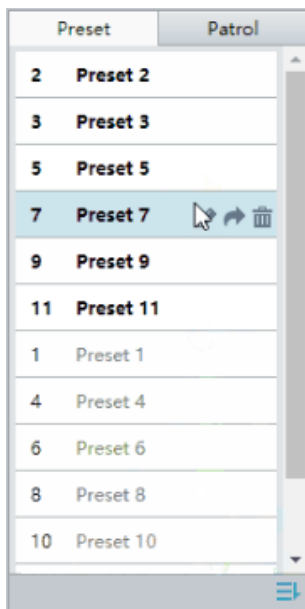 Preset Patrol
2 Preset 2
3 Preset 3
5 Preset 5
7 Preset 7
9 Preset 9
11 Preset 11
1 Preset 1
4 Preset 4
6 Preset 6
8 Preset 8
10 Preset 10